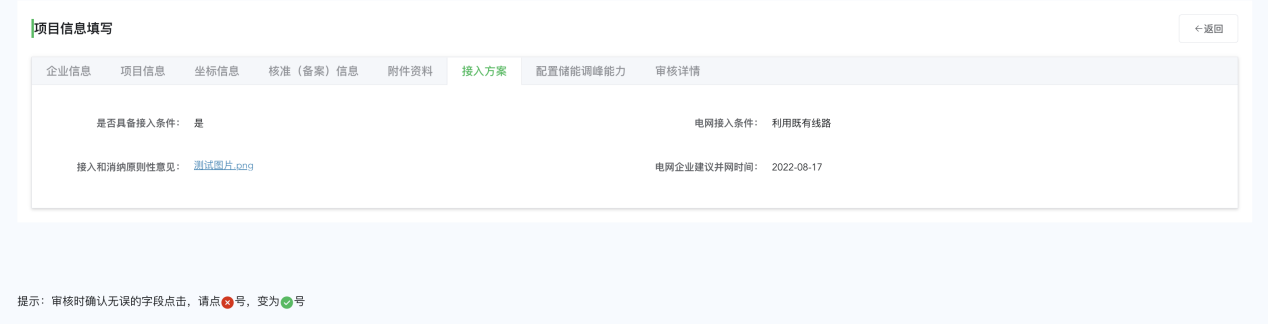 项目信息填写
←返回
企业信息 项目信息 坐标信息 核准（备案）信息 附件资料 接入方案 配置储能调峰能力 审核详情
是否具备接入条件： 是 电网接入条件： 利用既有线路
接入和消纳原则性意见： 测试图片.png 电网企业建议并网时间： 2022-08-17
提示：审核时确认无误的字段点击，请点号，变为号